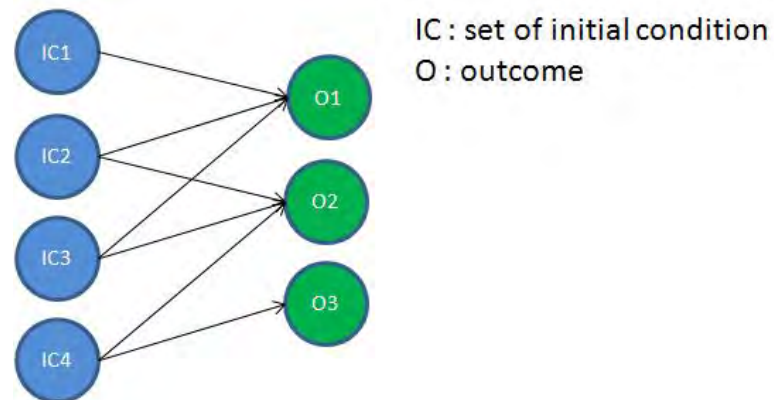 IC : set of initial condition
O : outcome
IC1
O1
IC2
O2
IC3
O3
IC4